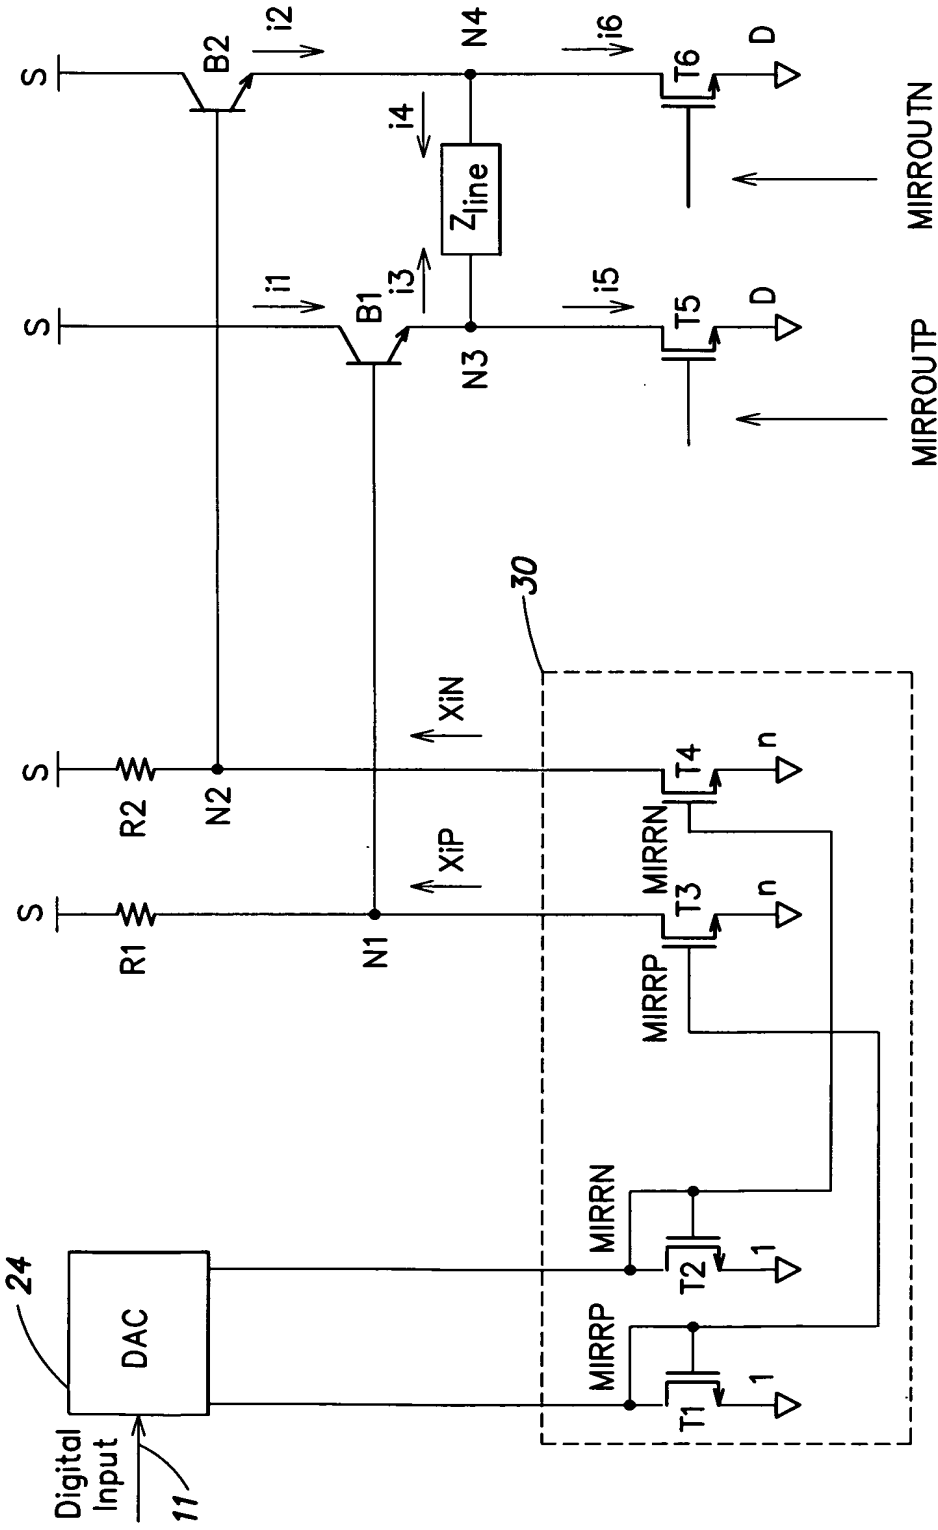 S
S
S
S
R1
R2
N1
N2
B1
B2
i1
i2
i3
i4
Zline
N3
N4
i5
i6
XiP
XiN
24
DAC
Digital
Input
11
30
MIRRP
MIRRN
MIRRP
MIRRN
T1
T2
T3
T4
T5
T6
1
1
n
n
D
D
MIRROUTP
MIRROUTN